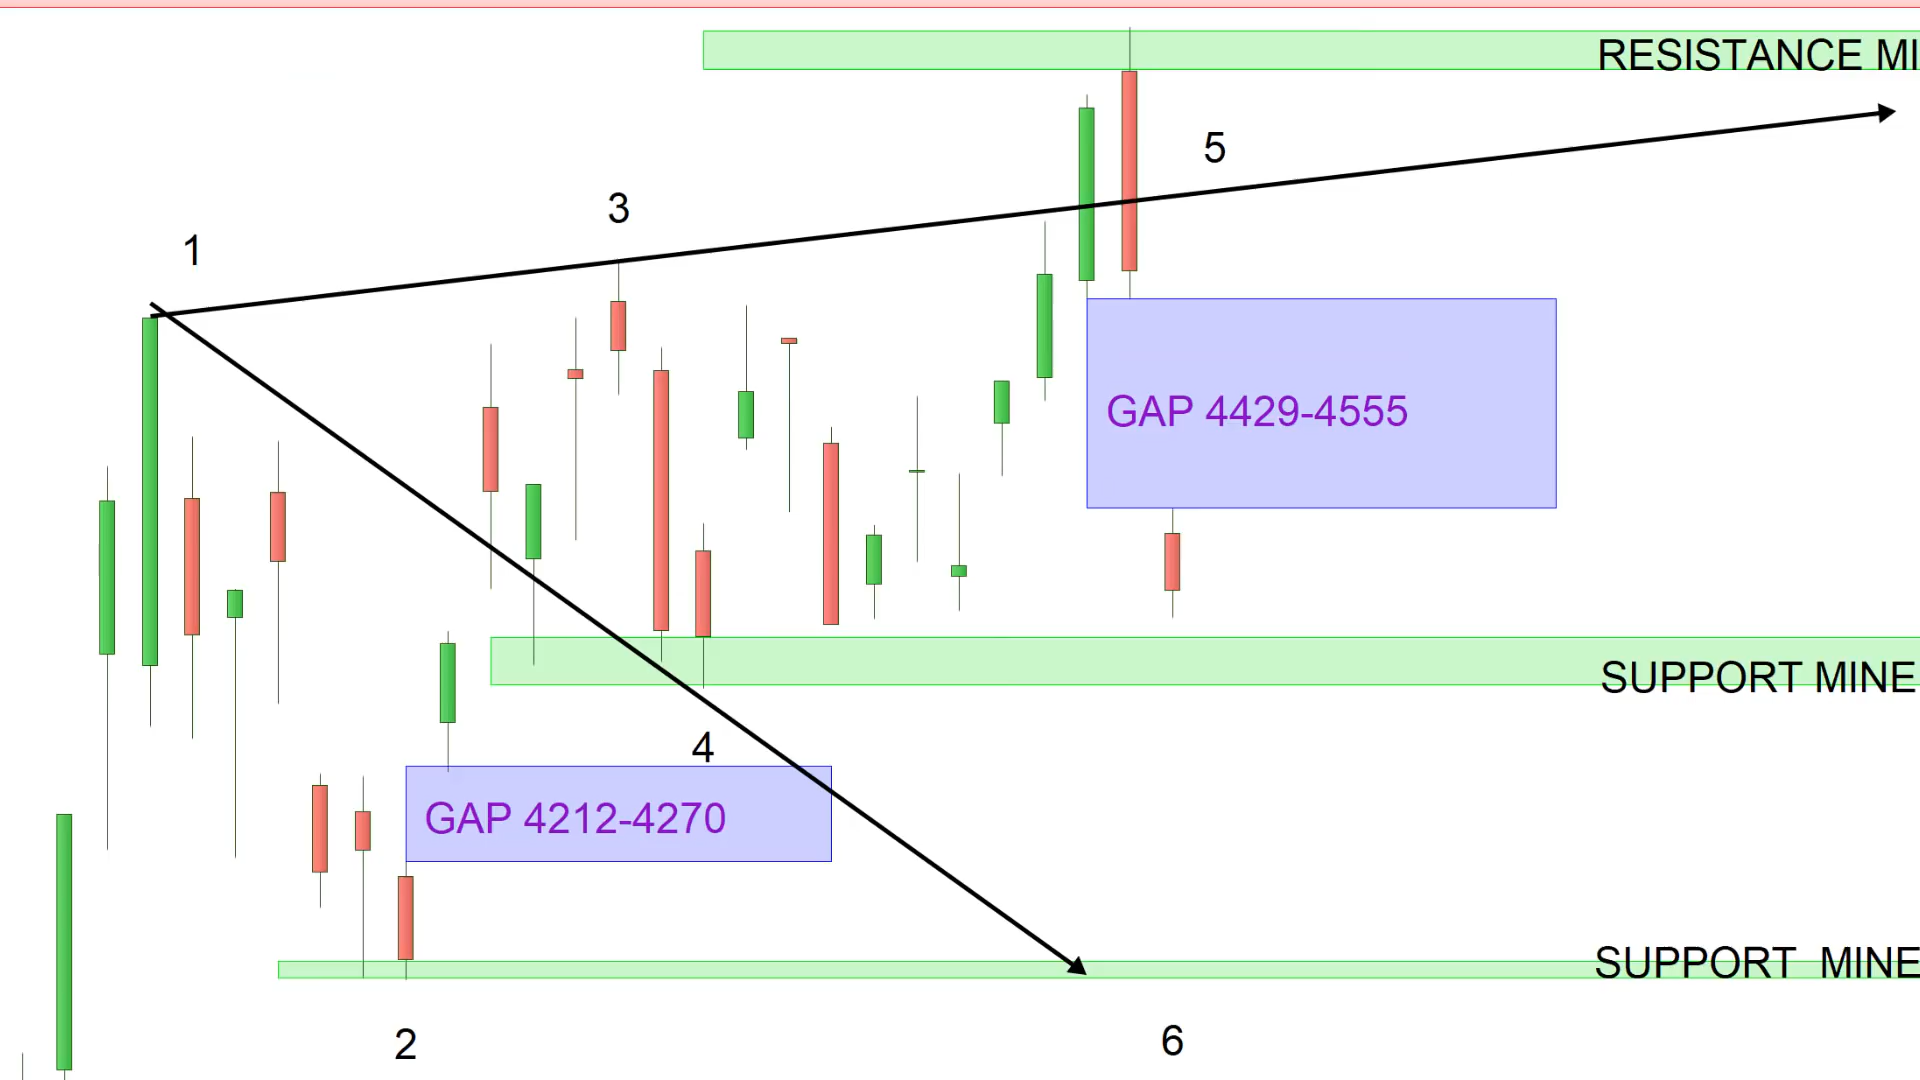 RESISTANCE MI
5
3
1
GAP 4429-4555
SUPPORT MINE
4
GAP 4212-4270
SUPPORT MINE
2
6